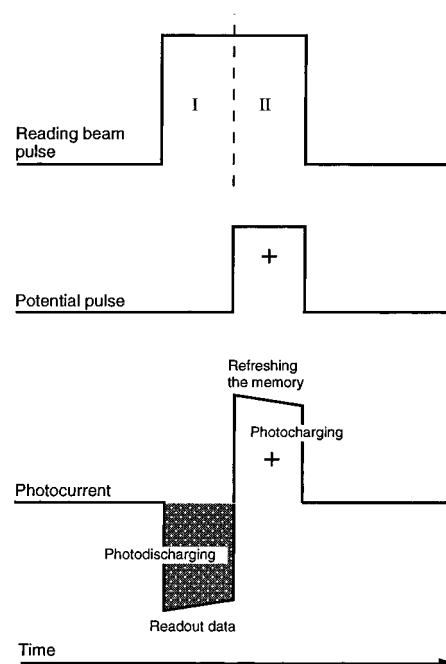 I
II
Reading beam
pulse
+
Potential pulse
Refreshing
the memory
Photocharging
+
Photocurrent
Photodischarging
Readout data
Time